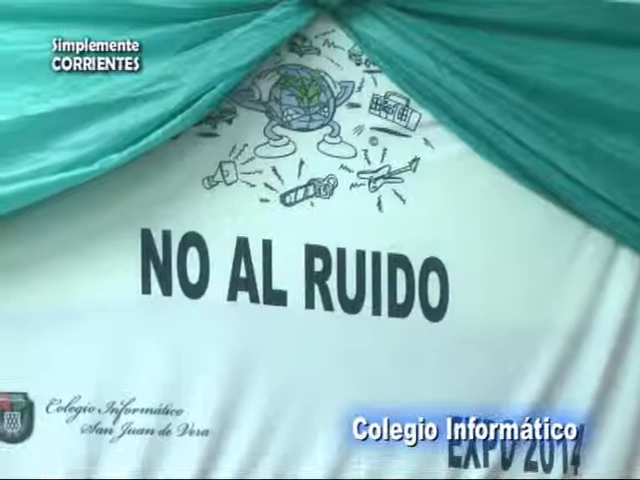 Simplemente
CORRIENTES
NO AL RUIDO
Colegio Informático
San Juan de Vera
Colegio Informático
EXPO 2014